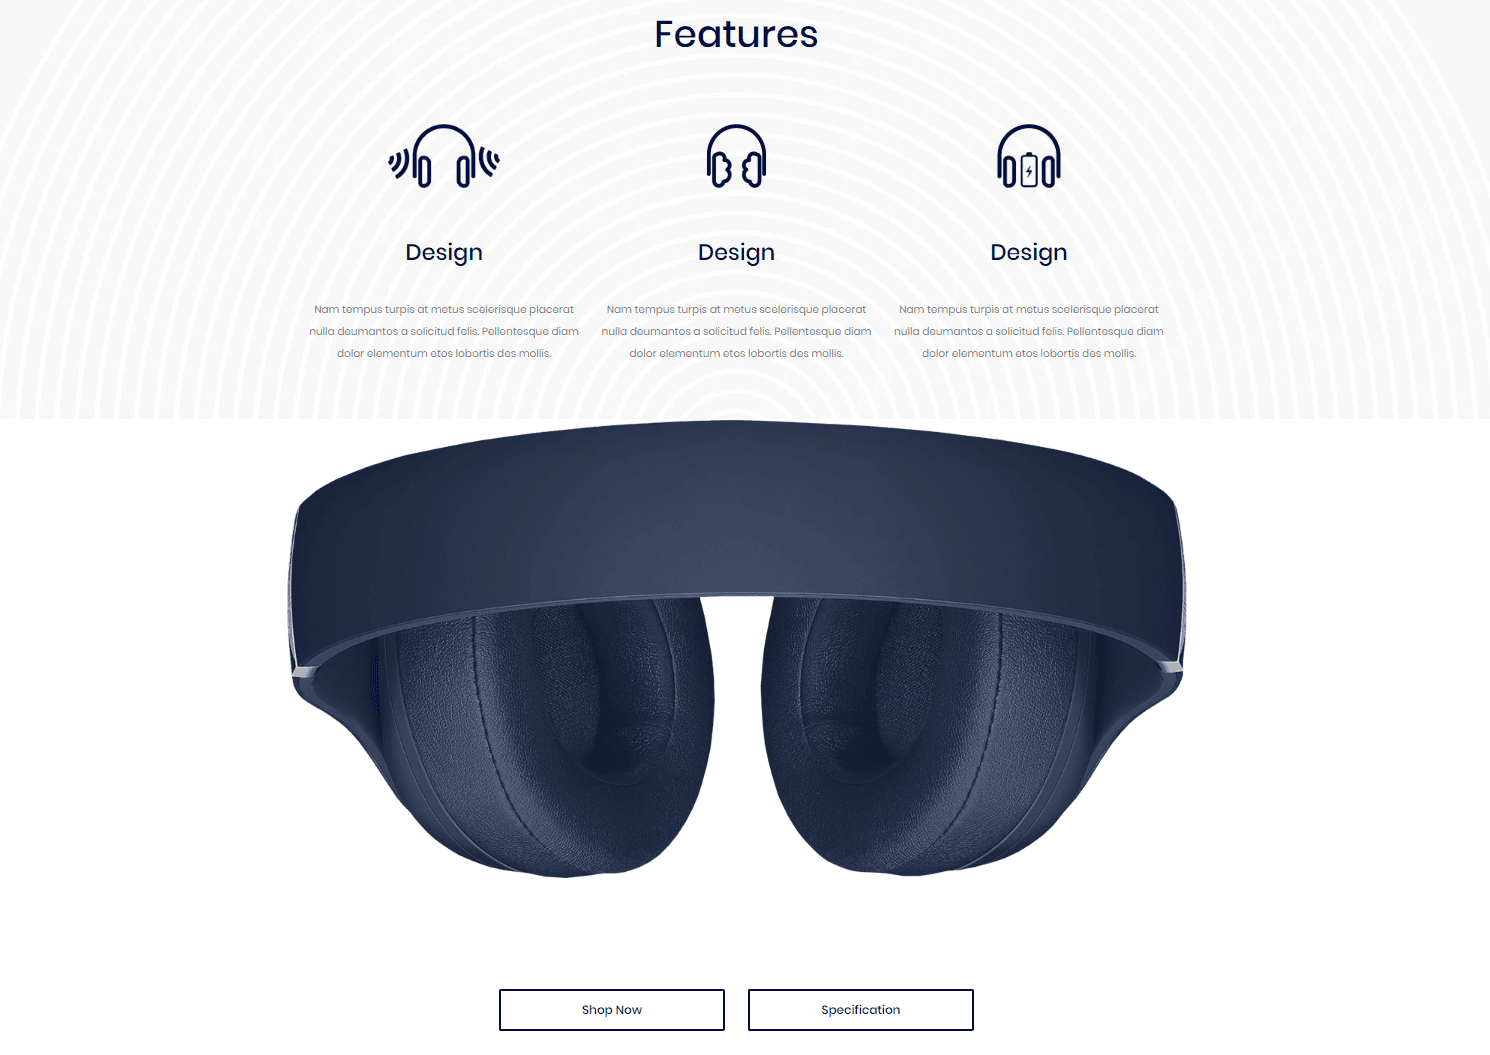 Features
Design
Nam tempus turpis at metus scelerisque placerat
nulla deumantos a solicitud felis. Pellentesque diam
dolor elementum etos lobortis des mollis.
Design
Nam tempus turpis at metus scelerisque placerat
nulla deumantos a solicitud felis. Pellentesque diam
dolor elementum etos lobortis des mollis.
Design
Nam tempus turpis at metus scelerisque placerat
nulla deumantos a solicitud felis. Pellentesque diam
dolor elementum etos lobortis des mollis.
Shop Now
Specification